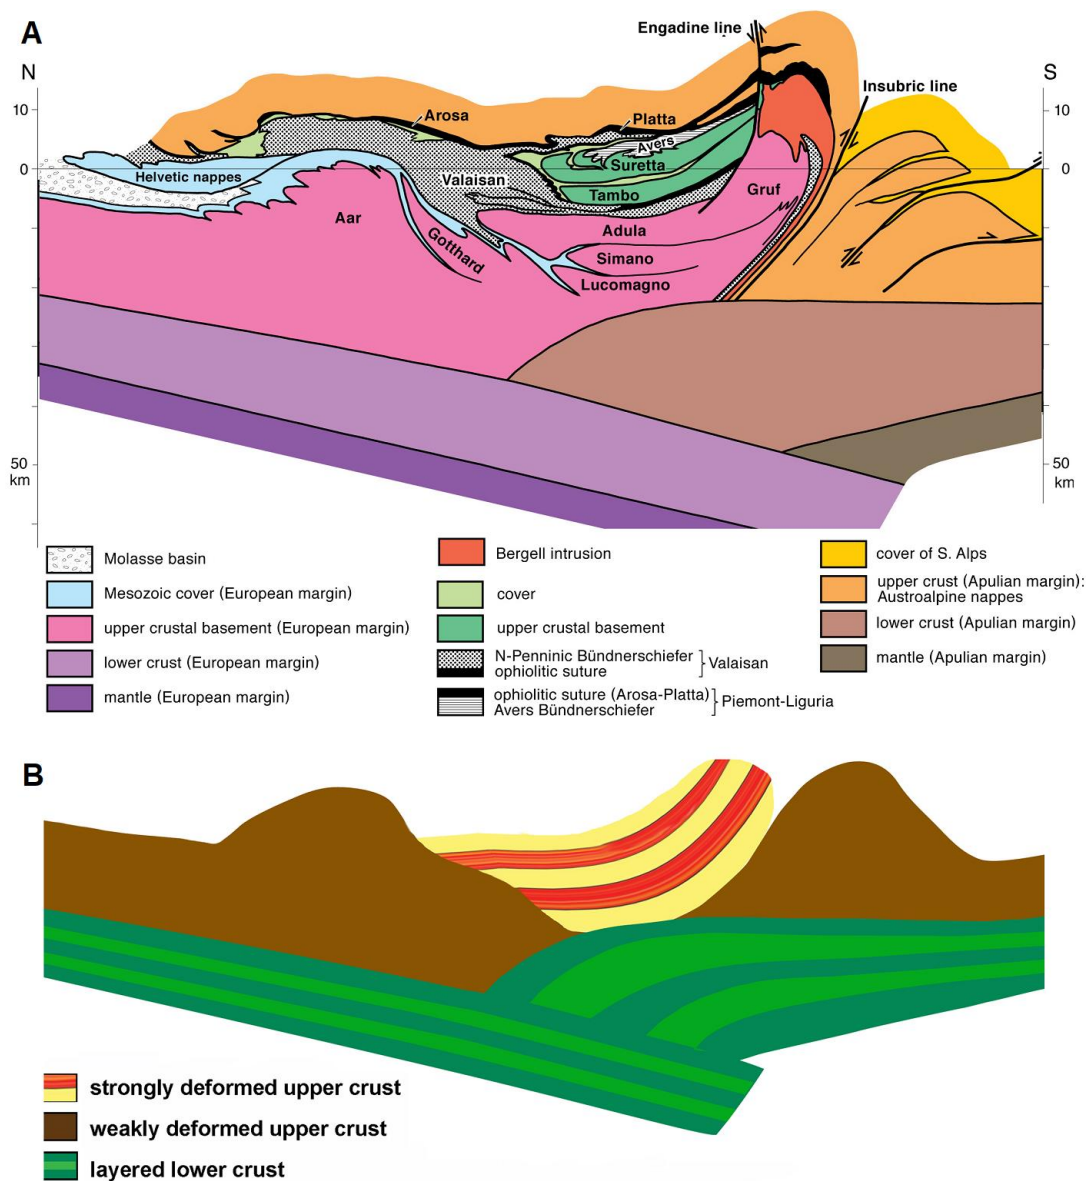 A
N
S
Engadine line
Insubric line
10
10
Arosa
Platta
Avers
Suretta
Tambo
Helvetic nappes
Valaisan
0
0
Gruf
Aar
Gotthard
Adula
Simano
Lucomagno
50
km
50
km
Molasse basin
Mesozoic cover (European margin)
upper crustal basement (European margin)
lower crust (European margin)
mantle (European margin)
Bergell intrusion
cover
upper crustal basement
N-Penninic Bündnerschiefer
ophiolitic suture
Valaisan
ophiolitic suture (Arosa-Platta)
Avers Bündnerschiefer
Piemont-Liguria
cover of S. Alps
upper crust (Apulian margin):
Austroalpine nappes
lower crust (Apulian margin)
mantle (Apulian margin)
B
strongly deformed upper crust
weakly deformed upper crust
layered lower crust